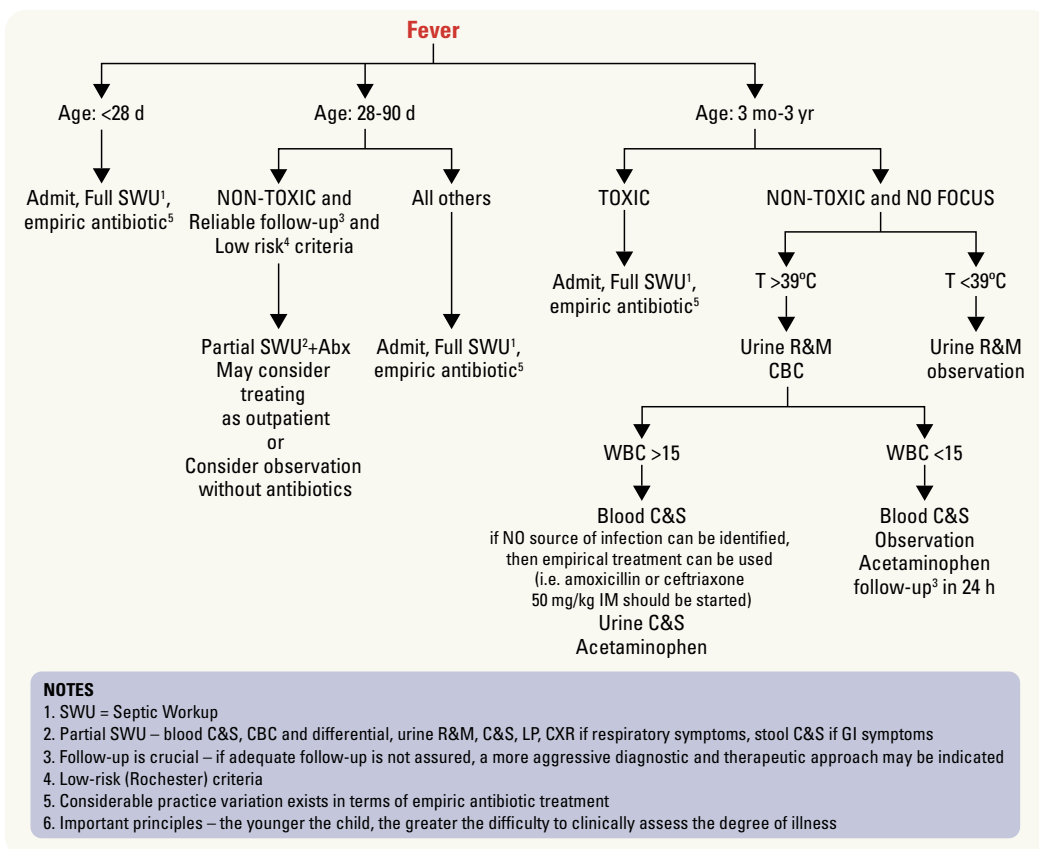 Fever
Age: <28 d
Age: 28-90 d
Age: 3 mo-3 yr
Admit, Full SWU¹,
empiric antibiotic⁵
NON-TOXIC and
Reliable follow-up³ and
Low risk⁴ criteria
All others
TOXIC
NON-TOXIC and NO FOCUS
Partial SWU²+Abx
May consider
treating
as outpatient
or
Consider observation
without antibiotics
Admit, Full SWU¹,
empiric antibiotic⁵
Admit, Full SWU¹,
empiric antibiotic⁵
T >39ºC
T <39ºC
Urine R&M
CBC
Urine R&M
observation
WBC >15
WBC <15
Blood C&S
if NO source of infection can be identified,
then empirical treatment can be used
(i.e. amoxicillin or ceftriaxone
50 mg/kg IM should be started)
Urine C&S
Acetaminophen
Blood C&S
Observation
Acetaminophen
follow-up³ in 24 h
NOTES
1. SWU = Septic Workup
2. Partial SWU – blood C&S, CBC and differential, urine R&M, C&S, LP, CXR if respiratory symptoms, stool C&S if GI symptoms
3. Follow-up is crucial – if adequate follow-up is not assured, a more aggressive diagnostic and therapeutic approach may be indicated
4. Low-risk (Rochester) criteria
5. Considerable practice variation exists in terms of empiric antibiotic treatment
6. Important principles – the younger the child, the greater the difficulty to clinically assess the degree of illness